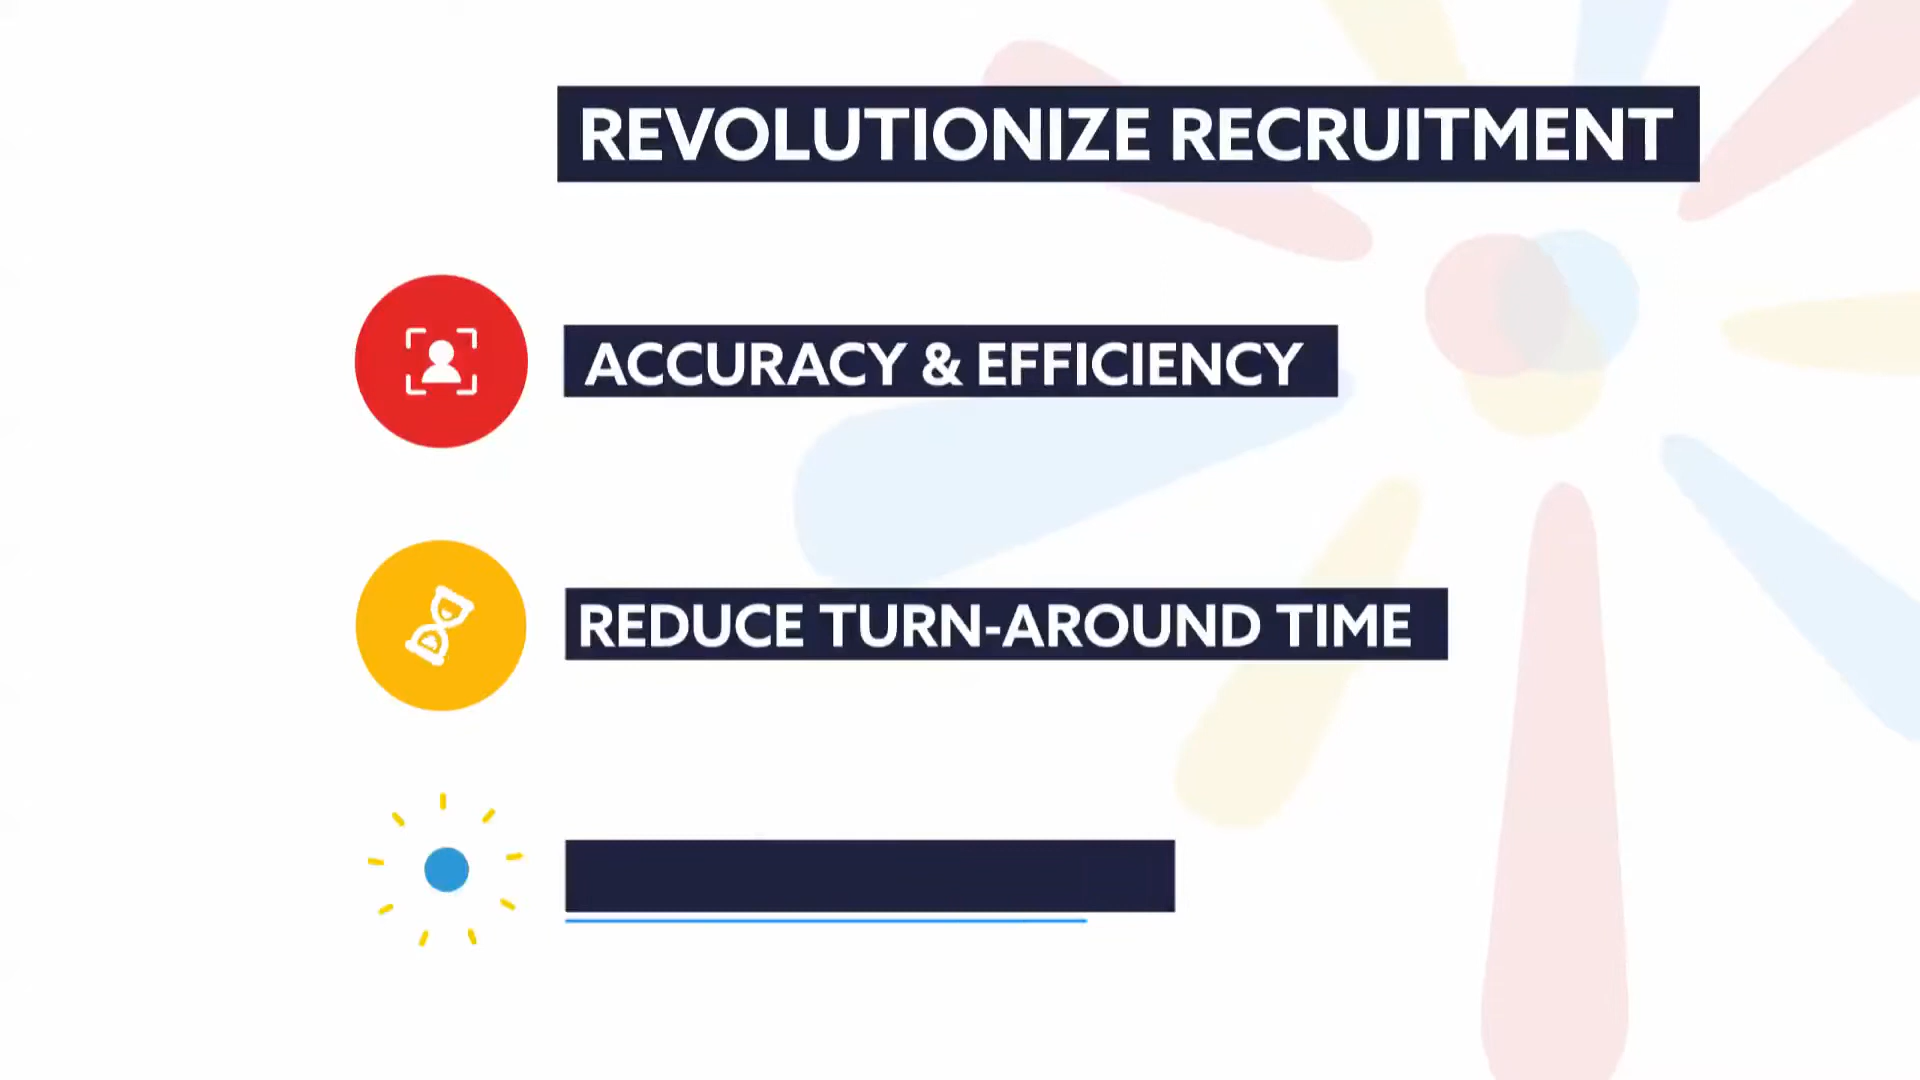 REVOLUTIONIZE RECRUITMENT
ACCURACY & EFFICIENCY
REDUCE TURN-AROUND TIME